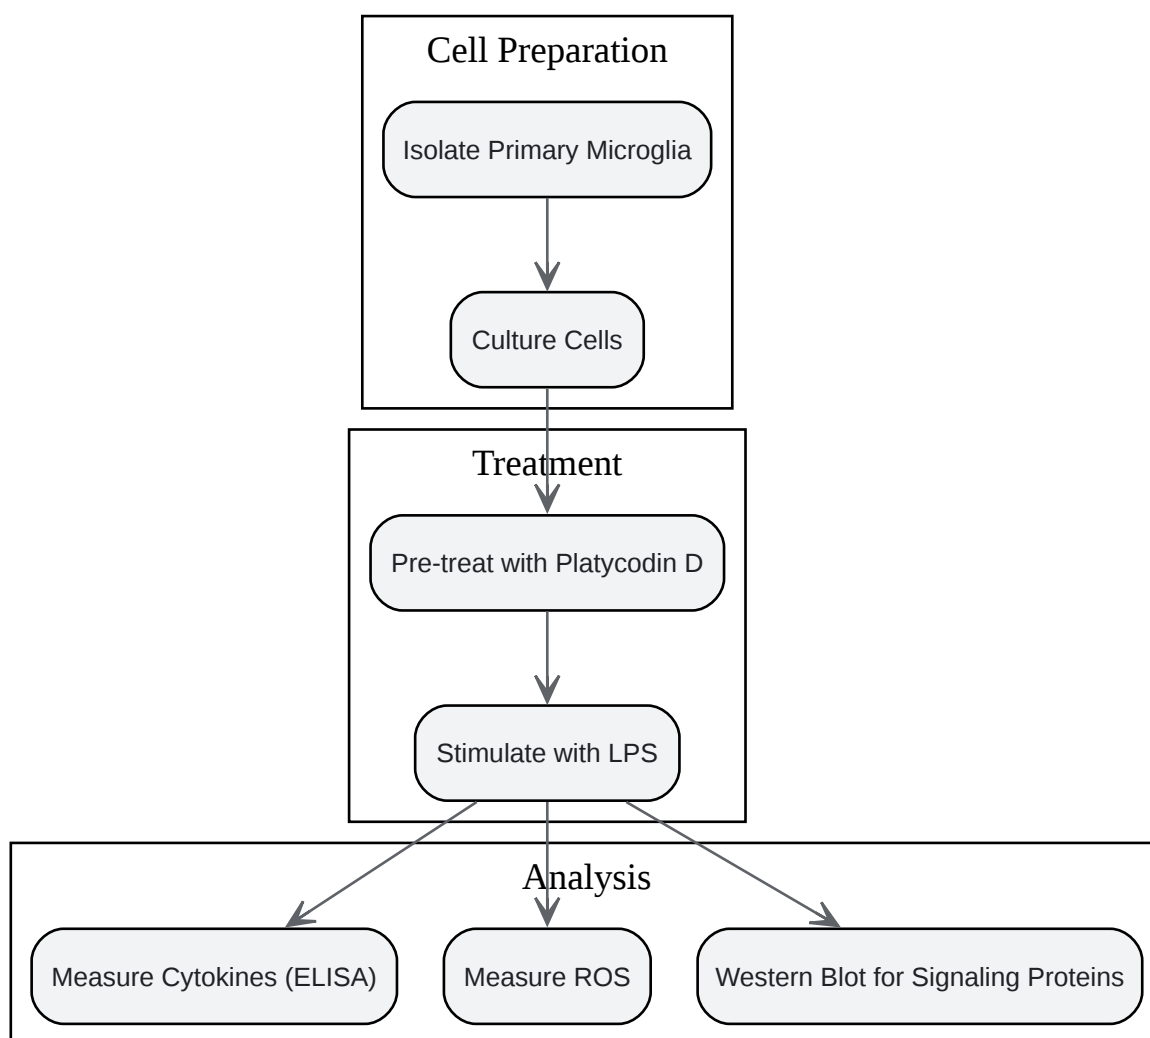 Cell Preparation
Isolate Primary Microglia
Culture Cells
Treatment
Pre-treat with Platycodin D
Stimulate with LPS
Analysis
Measure Cytokines (ELISA)
Measure ROS
Western Blot for Signaling Proteins